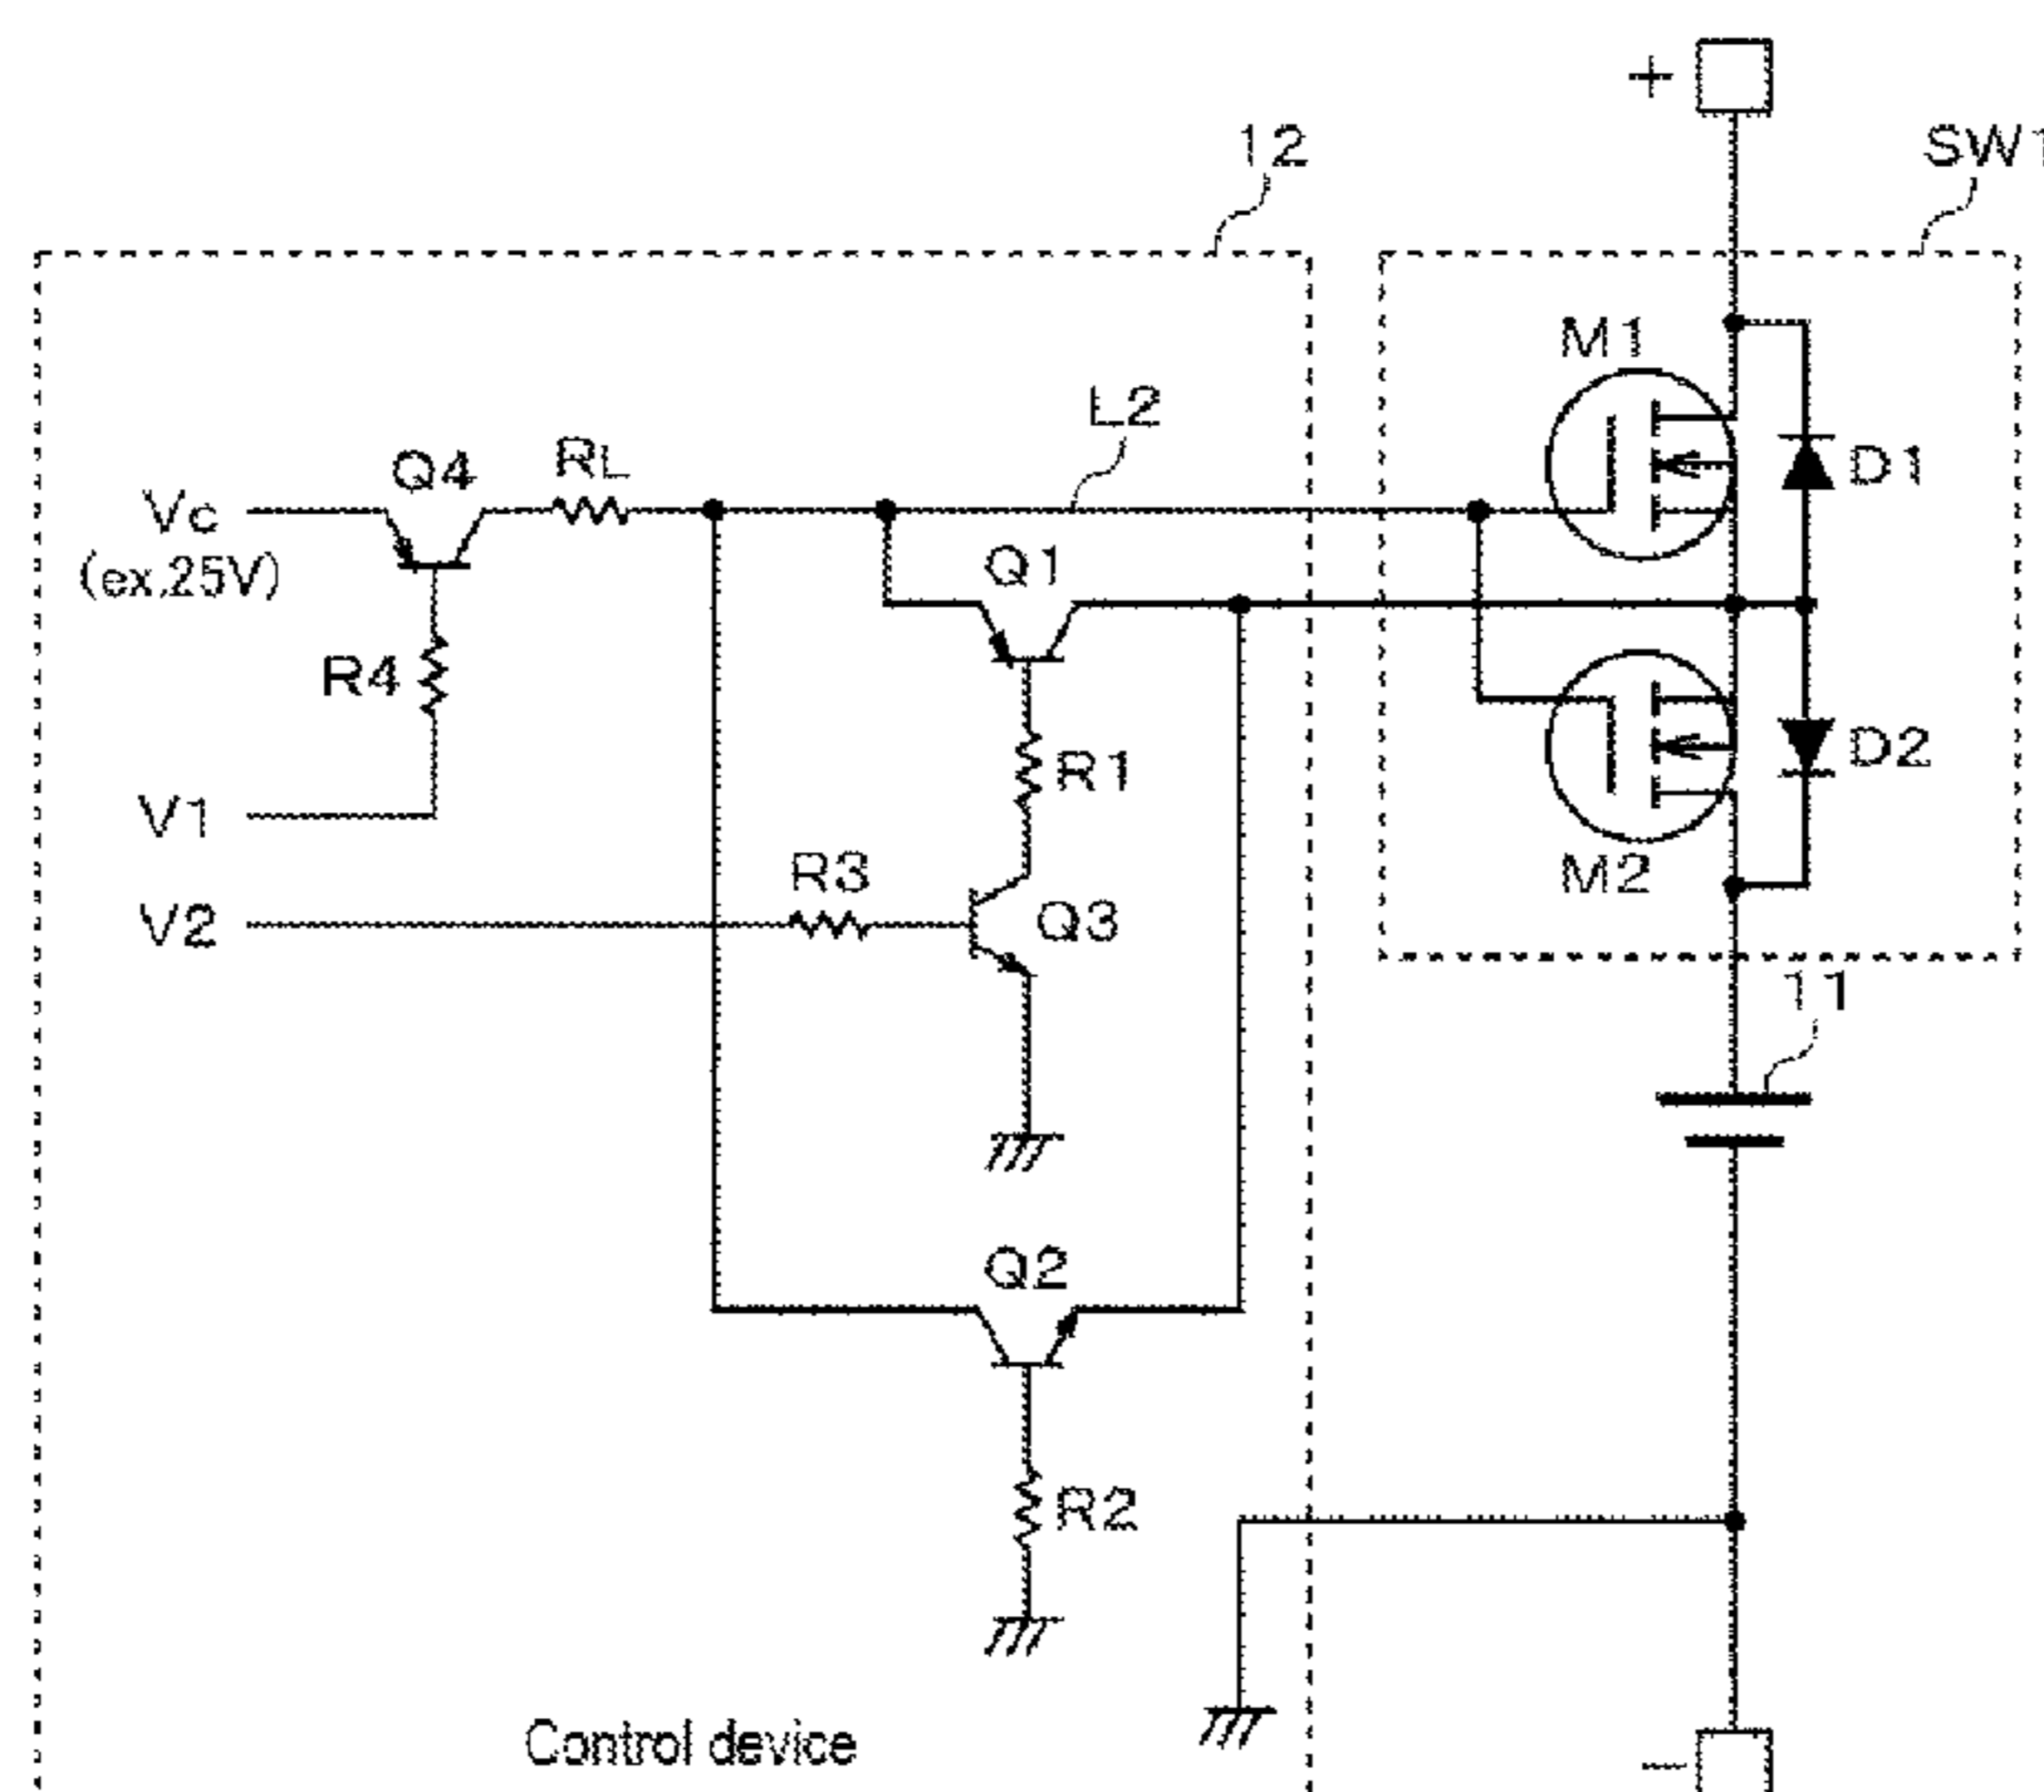 +
12
SW1
M1
L2
Q4
RL
D1
Vc
(ex.25V)
Q1
R4
R1
D2
V1
R3
M2
V2
Q3
11
Q2
R2
Control device
−